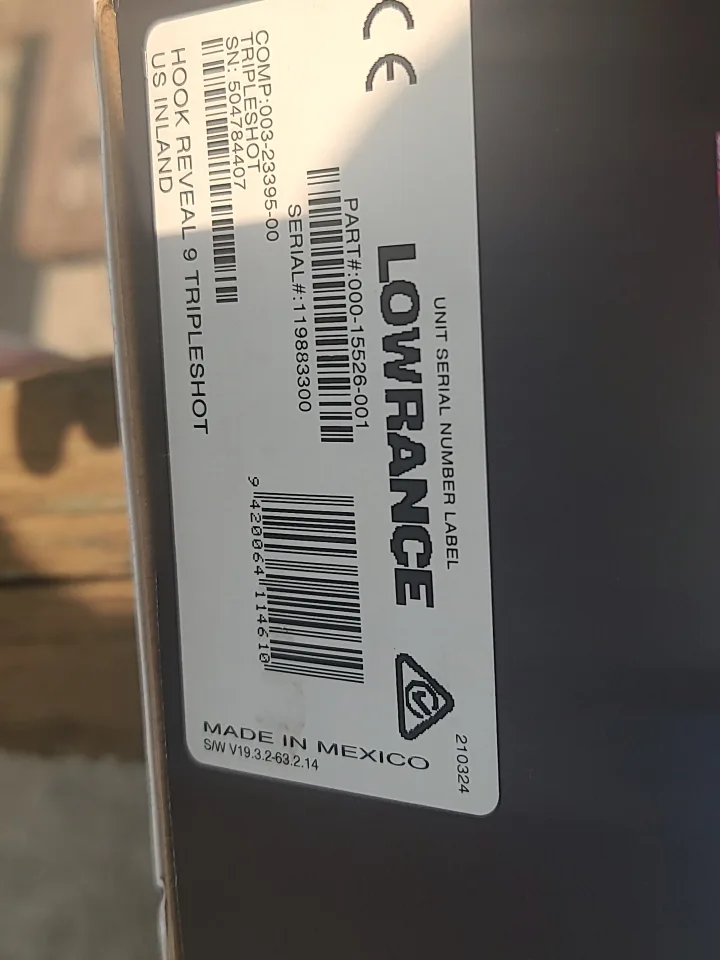 UNIT SERIAL NUMBER LABEL
210324
LOWRANCE
CE
PART#:000-15526-001
SERIAL#:119883300
9 420064 114610
COMP:003-23395-00
TRIPLESHOT
SN: 504784407
HOOK REVEAL 9 TRIPLESHOT
US INLAND
MADE IN MEXICO
S/W V19.3.2-63.2.14